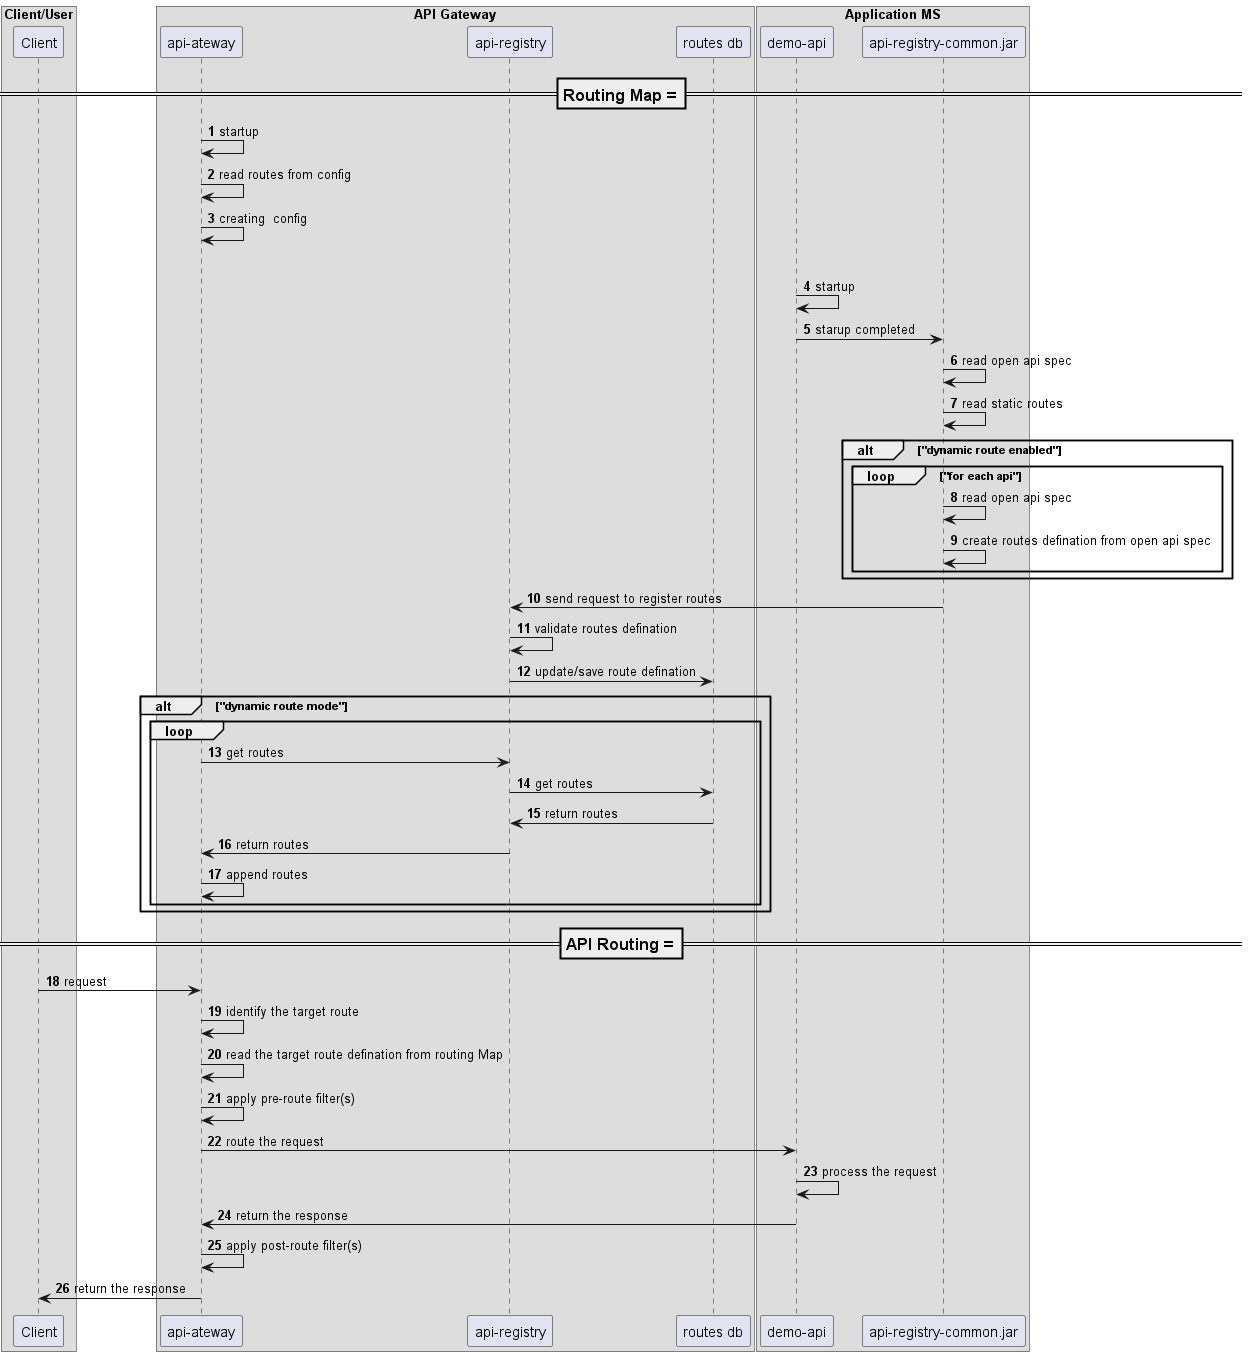 Client/User API Gateway Application MS
Client api-ateway api-registry routes db demo-api api-registry-common.jar
Routing Map =
1 startup
2 read routes from config
3 creating  config
4 startup
5 starup completed
6 read open api spec
7 read static routes
alt ["dynamic route enabled"]
loop ["for each api"]
8 read open api spec
9 create routes defination from open api spec
10 send request to register routes
11 validate routes defination
12 update/save route defination
alt ["dynamic route mode"]
loop
13 get routes
14 get routes
15 return routes
16 return routes
17 append routes
API Routing =
18 request
19 identify the target route
20 read the target route defination from routing Map
21 apply pre-route filter(s)
22 route the request
23 process the request
24 return the response
25 apply post-route filter(s)
26 return the response
Client api-ateway api-registry routes db demo-api api-registry-common.jar